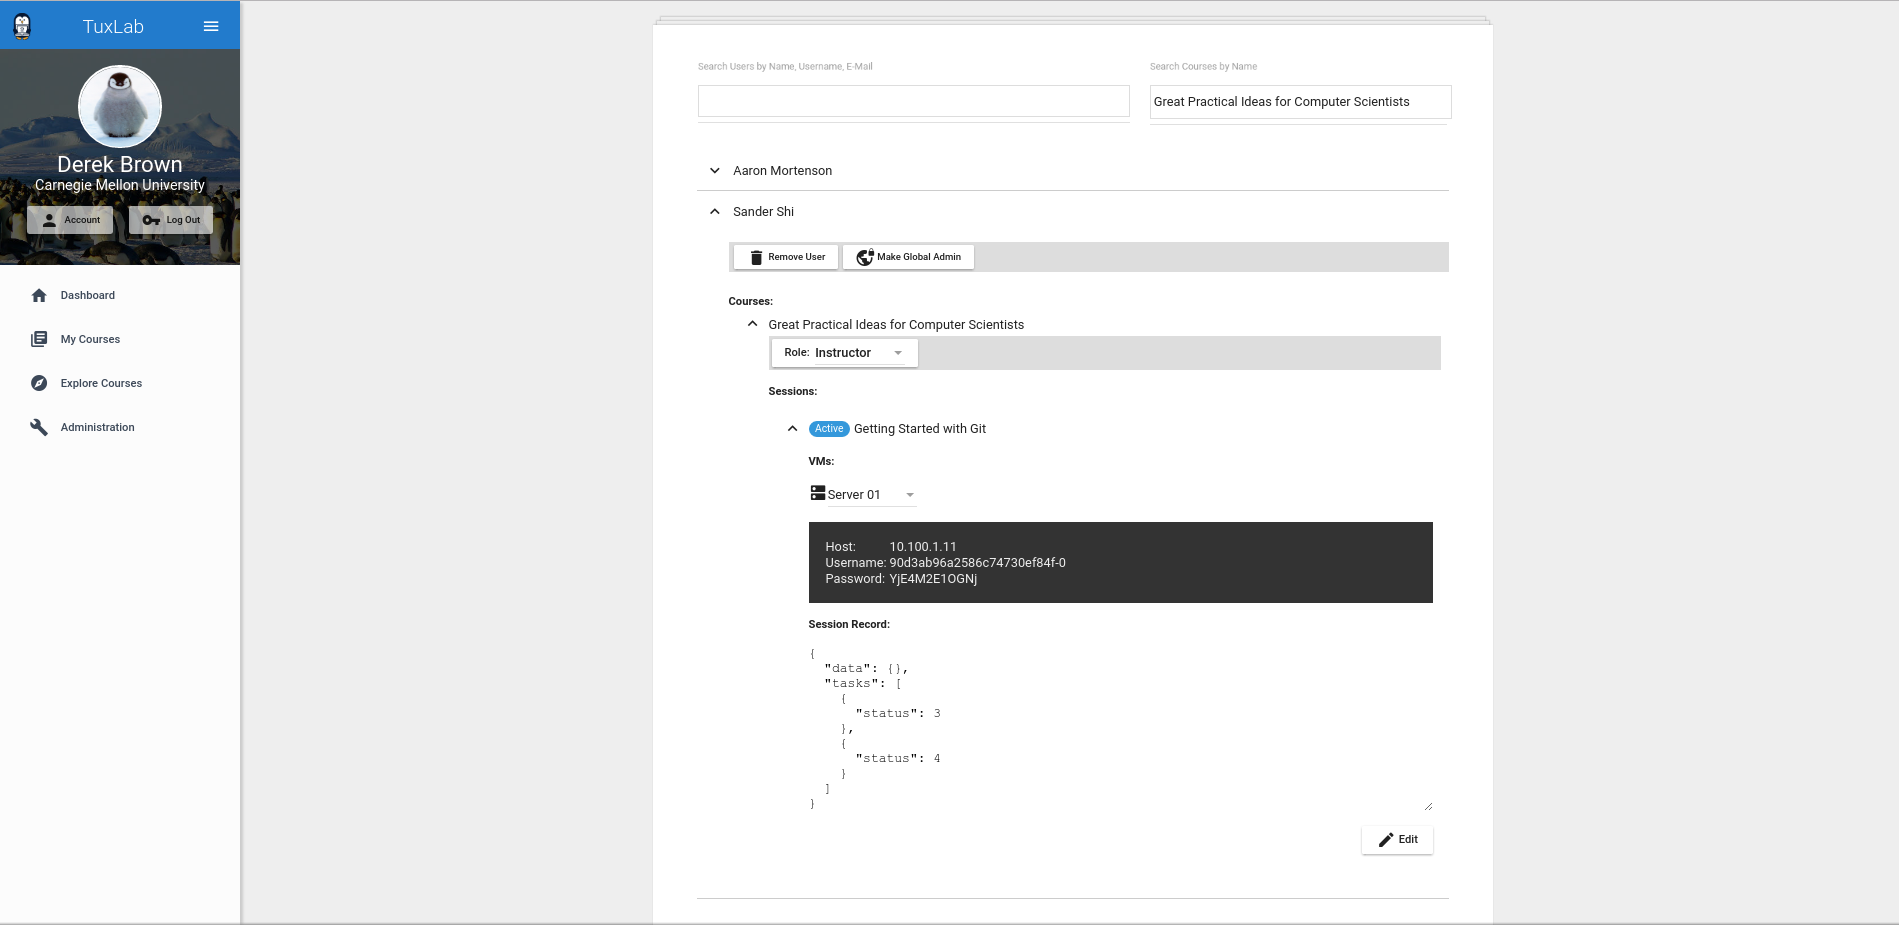 TuxLab
Derek Brown
Carnegie Mellon University
Account
Log Out
Dashboard
My Courses
Explore Courses
Administration
Search Users by Name, Username, E-Mail
Search Courses by Name
Great Practical Ideas for Computer Scientists
Aaron Mortenson
Sander Shi
Remove User
Make Global Admin
Courses:
Great Practical Ideas for Computer Scientists
Role: Instructor
Sessions:
Active Getting Started with Git
VMs:
Server 01
Host: 10.100.1.11
Username: 90d3ab96a2586c74730ef84f-0
Password: YjE4M2E1OGNj
Session Record:
{
"data": {},
"tasks": [
{
"status": 3
},
{
"status": 4
}
]
}
Edit